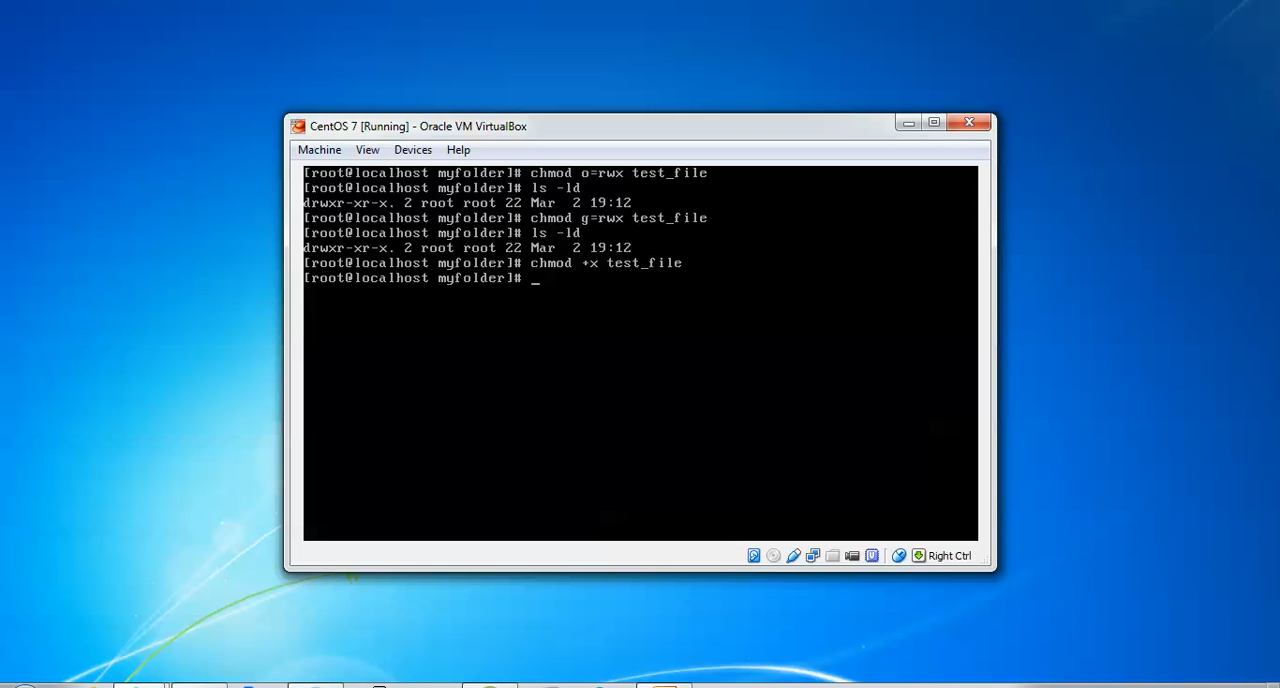 CentOS 7 [Running] - Oracle VM VirtualBox
Machine View Devices Help
[root@localhost myfolder]# chmod o=rwx test_file
[root@localhost myfolder]# ls -ld
drwxr-xr-x. 2 root root 22 Mar  2 19:12
[root@localhost myfolder]# chmod g=rwx test_file
[root@localhost myfolder]# ls -ld
drwxr-xr-x. 2 root root 22 Mar  2 19:12
[root@localhost myfolder]# chmod +x test_file
[root@localhost myfolder]# _
Right Ctrl